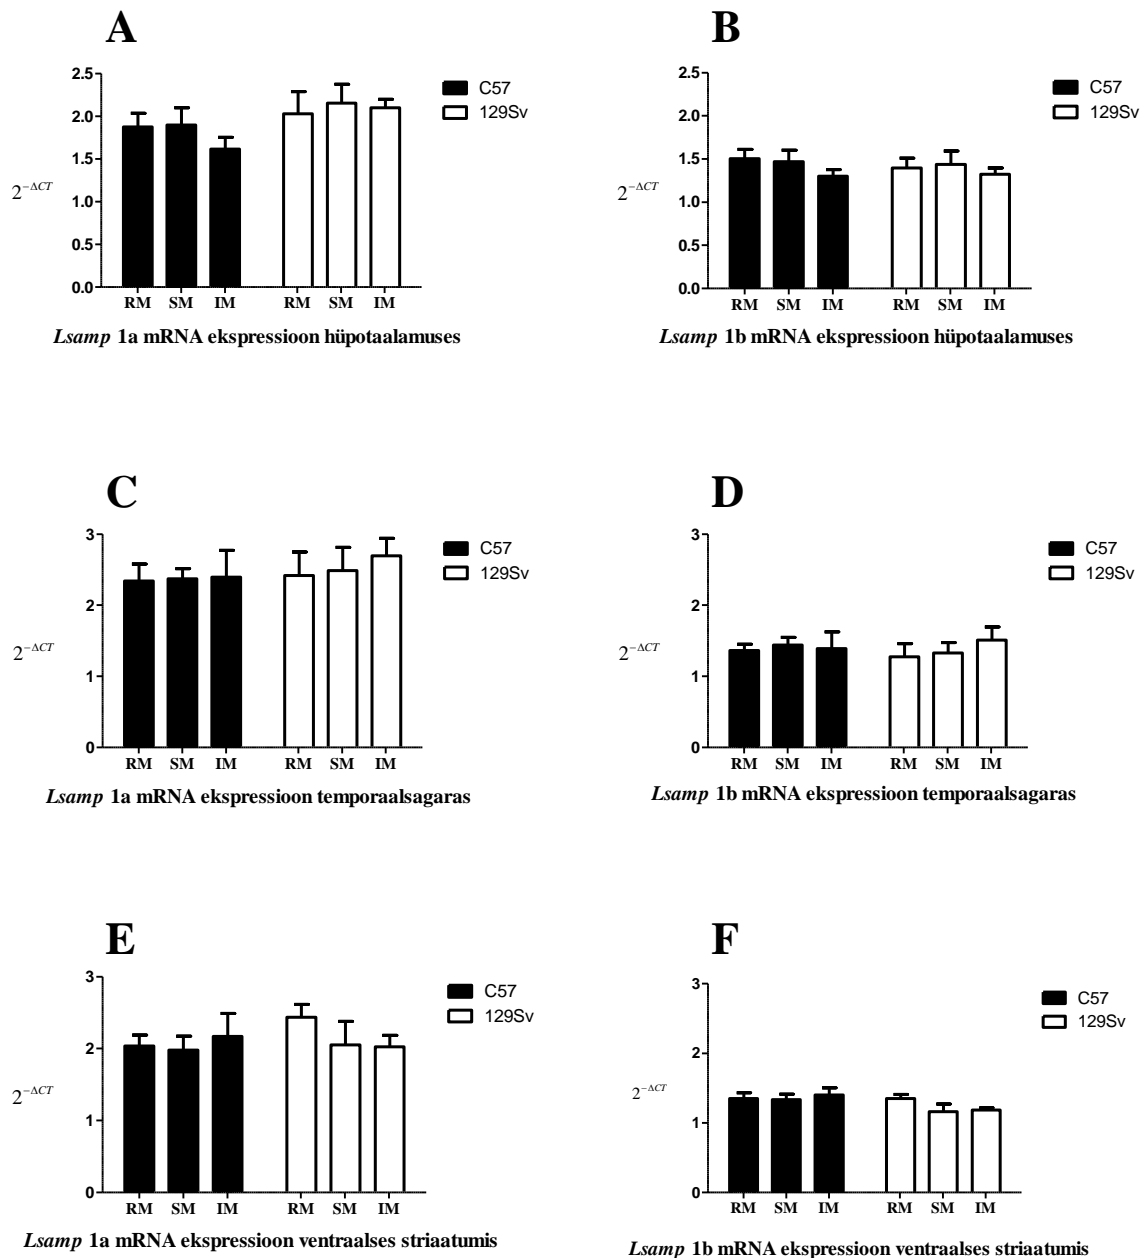 A
2.5
2.0
1.5
1.0
0.5
0.0
2^{-ΔCT}
RM SM IM RM SM IM
C57
129Sv
Lsamp 1a mRNA ekspressioon hüpotaalamuses
B
2.5
2.0
1.5
1.0
0.5
0.0
2^{-ΔCT}
RM SM IM RM SM IM
C57
129Sv
Lsamp 1b mRNA ekspressioon hüpotaalamuses
C
3
2
1
0
2^{-ΔCT}
RM SM IM RM SM IM
C57
129Sv
Lsamp 1a mRNA ekspressioon temporaalsagaras
D
3
2
1
0
2^{-ΔCT}
RM SM IM RM SM IM
C57
129Sv
Lsamp 1b mRNA ekspressioon temporaalsagaras
E
3
2
1
0
2^{-ΔCT}
RM SM IM RM SM IM
C57
129Sv
Lsamp 1a mRNA ekspressioon ventraalses striaatumis
F
3
2
1
0
2^{-ΔCT}
RM SM IM RM SM IM
C57
129Sv
Lsamp 1b mRNA ekspressioon ventraalses striaatumis